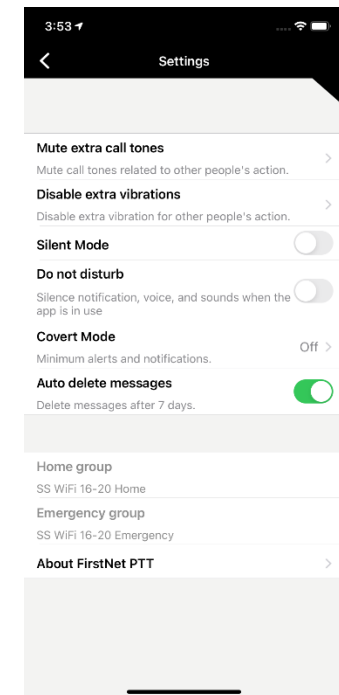 3:53
Settings
Mute extra call tones
Mute call tones related to other people's action.
Disable extra vibrations
Disable extra vibration for other people's action.
Silent Mode
Do not disturb
Silence notification, voice, and sounds when the
app is in use
Covert Mode
Off
Minimum alerts and notifications.
Auto delete messages
Delete messages after 7 days.
Home group
SS WiFi 16-20 Home
Emergency group
SS WiFi 16-20 Emergency
About FirstNet PTT